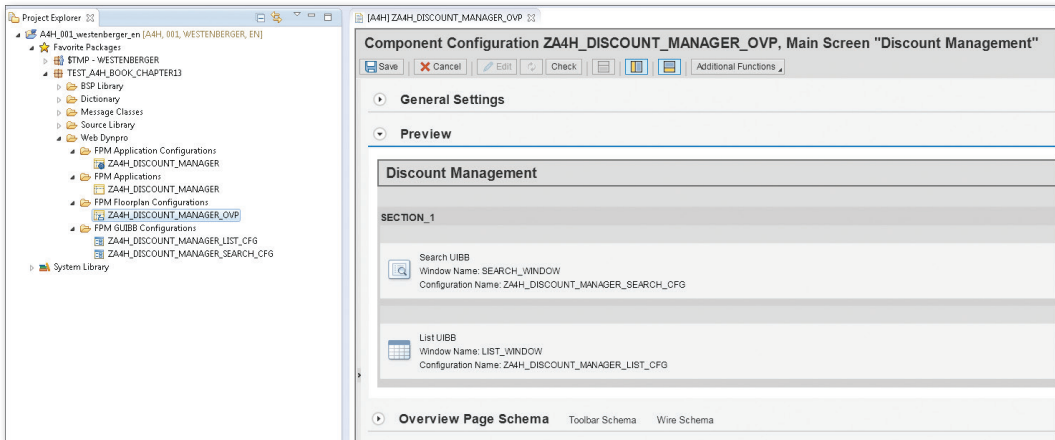 Project Explorer
A4H_001_westenberger_en [A4H, 001, WESTENBERGER, EN]
Favorite Packages
$TMP - WESTENBERGER
TEST_A4H_BOOK_CHAPTER13
BSP Library
Dictionary
Message Classes
Source Library
Web Dynpro
FPM Application Configurations
ZA4H_DISCOUNT_MANAGER
FPM Applications
ZA4H_DISCOUNT_MANAGER
FPM Floorplan Configurations
ZA4H_DISCOUNT_MANAGER_OVP
FPM GUIBB Configurations
ZA4H_DISCOUNT_MANAGER_LIST_CFG
ZA4H_DISCOUNT_MANAGER_SEARCH_CFG
System Library
[A4H] ZA4H_DISCOUNT_MANAGER_OVP
Component Configuration ZA4H_DISCOUNT_MANAGER_OVP, Main Screen "Discount Management"
Save Cancel Edit Check Additional Functions
General Settings
Preview
Discount Management
SECTION_1
Search UIBB
Window Name: SEARCH_WINDOW
Configuration Name: ZA4H_DISCOUNT_MANAGER_SEARCH_CFG
List UIBB
Window Name: LIST_WINDOW
Configuration Name: ZA4H_DISCOUNT_MANAGER_LIST_CFG
Overview Page Schema Toolbar Schema Wire Schema